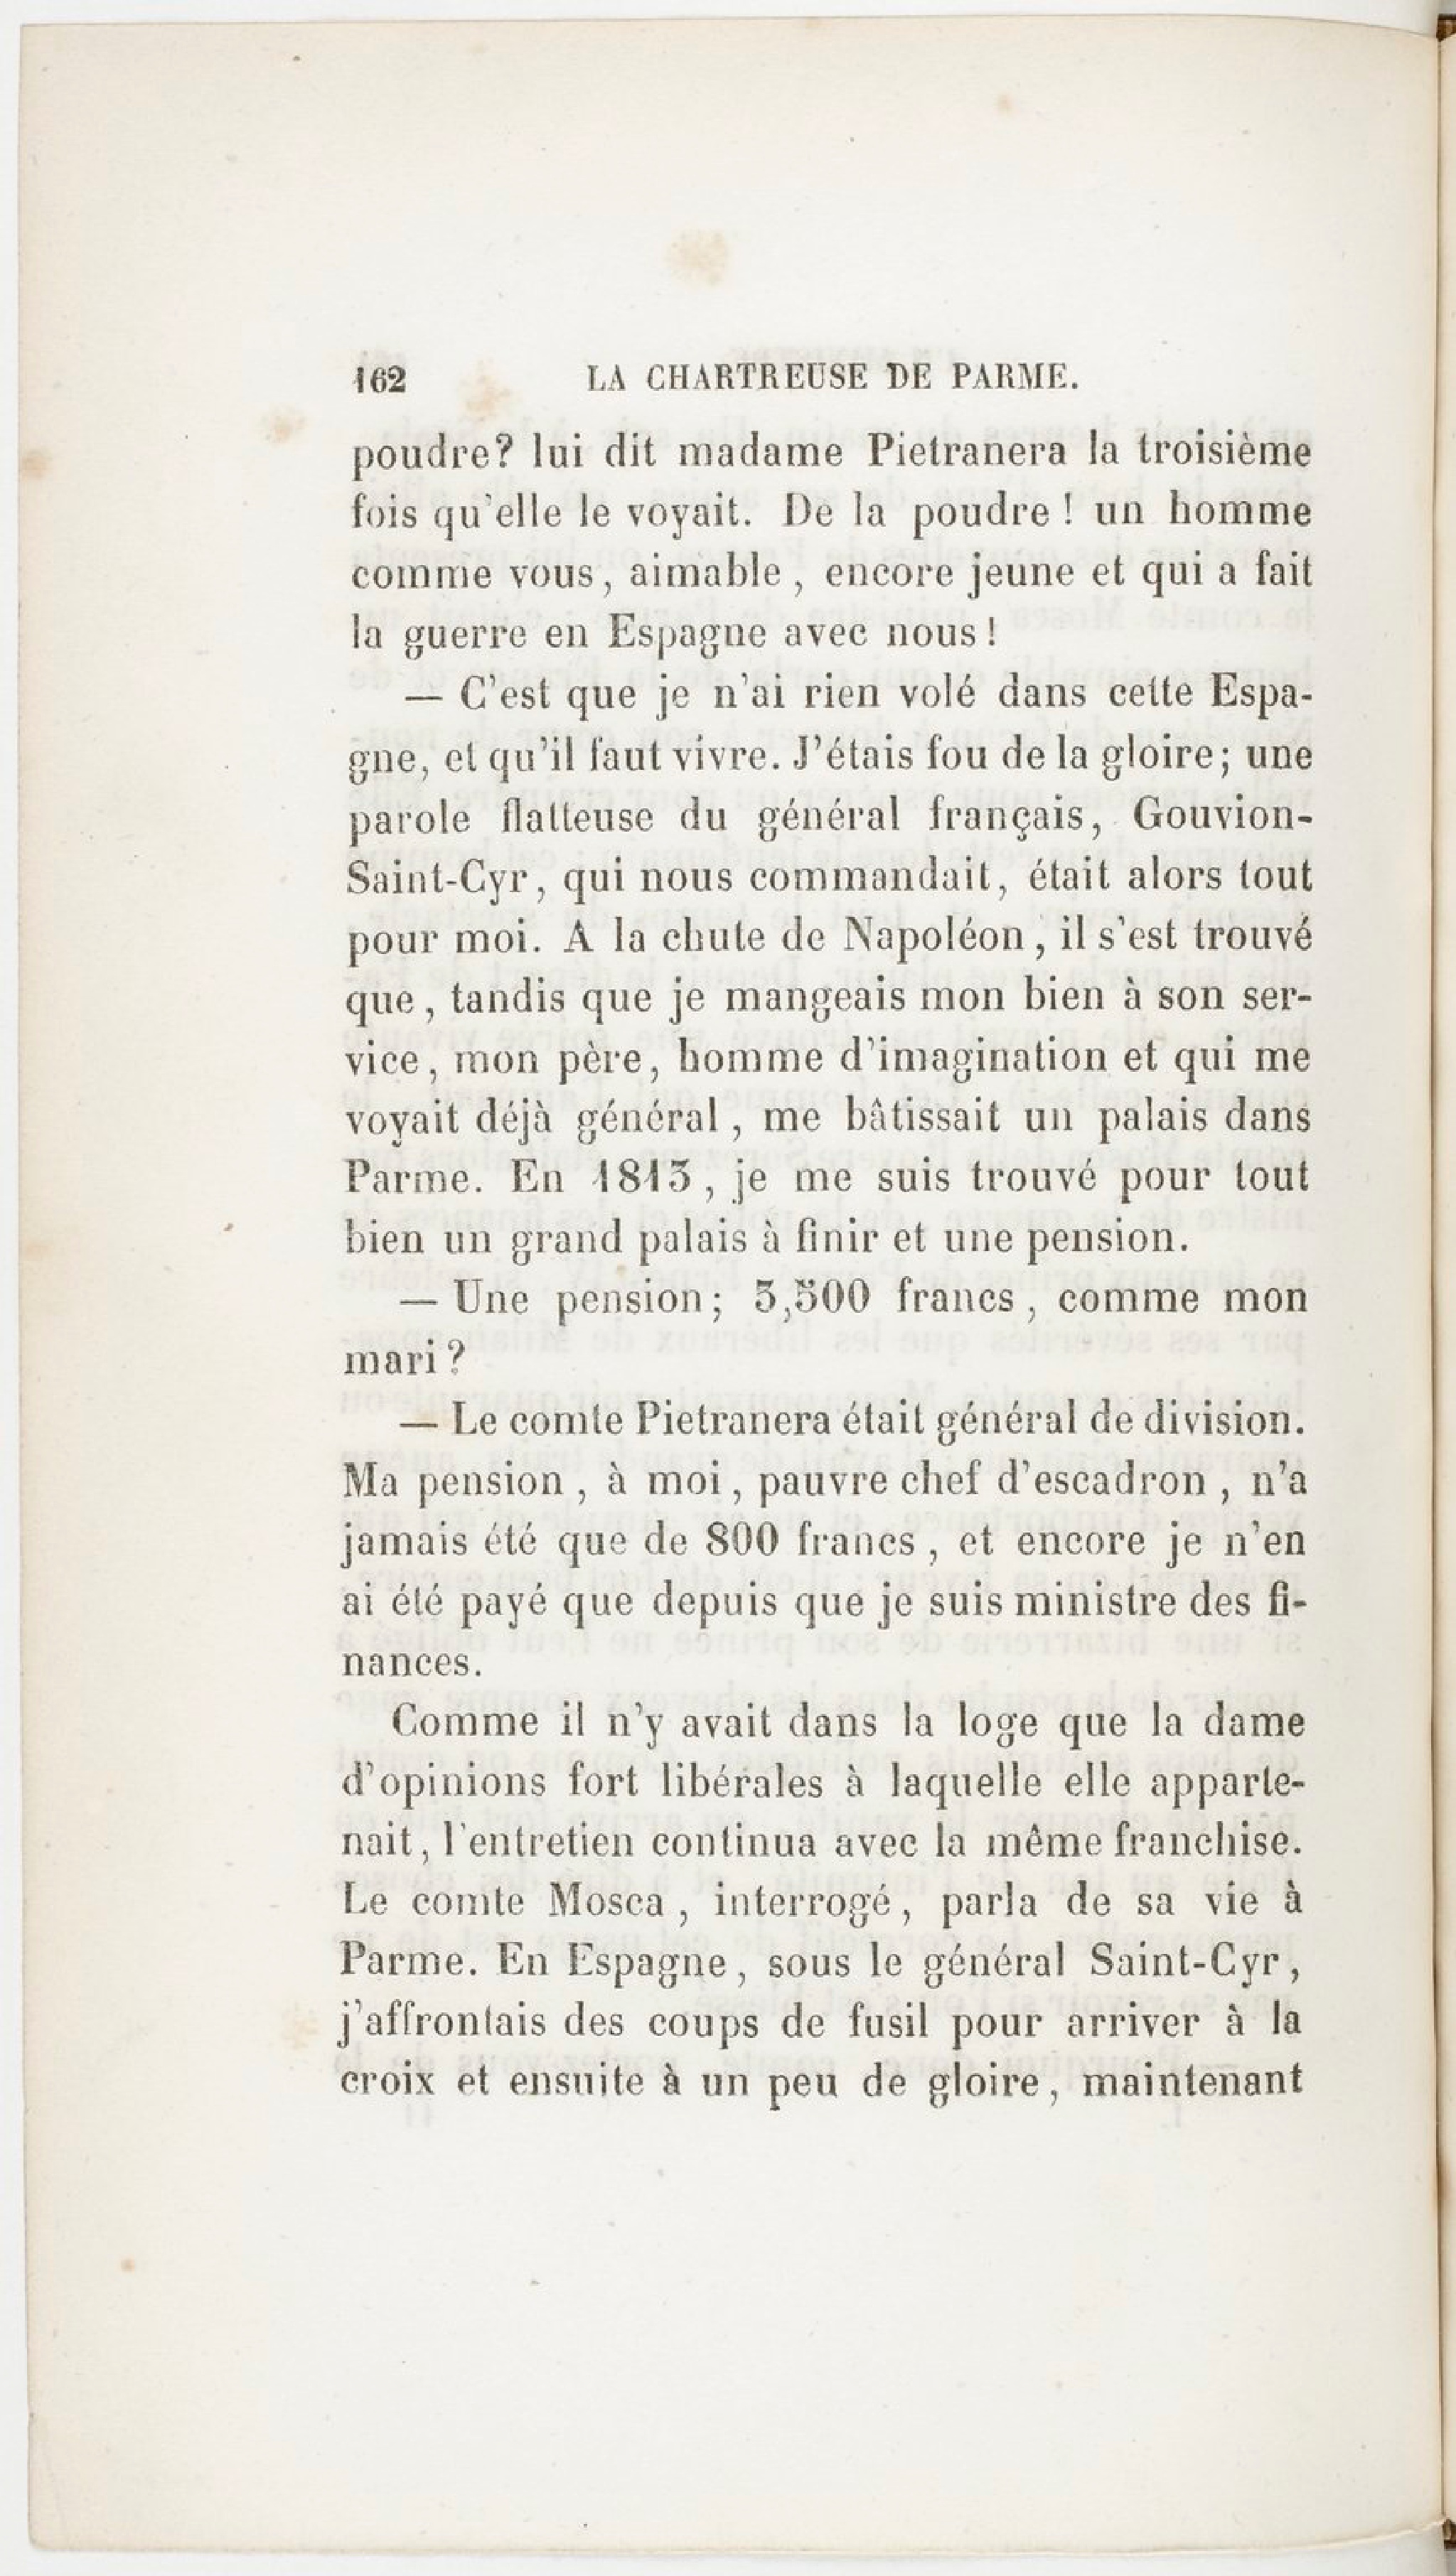 162 LA CHARTREUSE DE PARME.
poudre? lui dit madame Pietranera la troisième
fois qu'elle le voyait. De la poudre ! un homme
comme vous, aimable , encore jeune et qui a fait
la guerre en Espagne avec nous !
— C'est que je n'ai rien volé dans cette Espa-
gne, et qu'il faut vivre. J'étais fou de la gloire; une
parole flatteuse du général français, Gouvion-
Saint-Cyr, qui nous commandait, était alors tout
pour moi. A la chute de Napoléon, il s'est trouvé
que, tandis que je mangeais mon bien à son ser-
vice, mon père, homme d'imagination et qui me
voyait déjà général, me bâtissait un palais dans
Parme. En 1813, je me suis trouvé pour tout
bien un grand palais à finir et une pension.
— Une pension; 3,500 francs, comme mon
mari ?
— Le comte Pietranera était général de division.
Ma pension, à moi, pauvre chef d'escadron, n'a
jamais été que de 800 francs, et encore je n'en
ai été payé que depuis que je suis ministre des fi-
nances.
Comme il n'y avait dans la loge que la dame
d'opinions fort libérales à laquelle elle apparte-
nait, l'entretien continua avec la même franchise.
Le comte Mosca, interrogé, parla de sa vie à
Parme. En Espagne, sous le général Saint-Cyr,
j'affrontais des coups de fusil pour arriver à la
croix et ensuite à un peu de gloire, maintenant